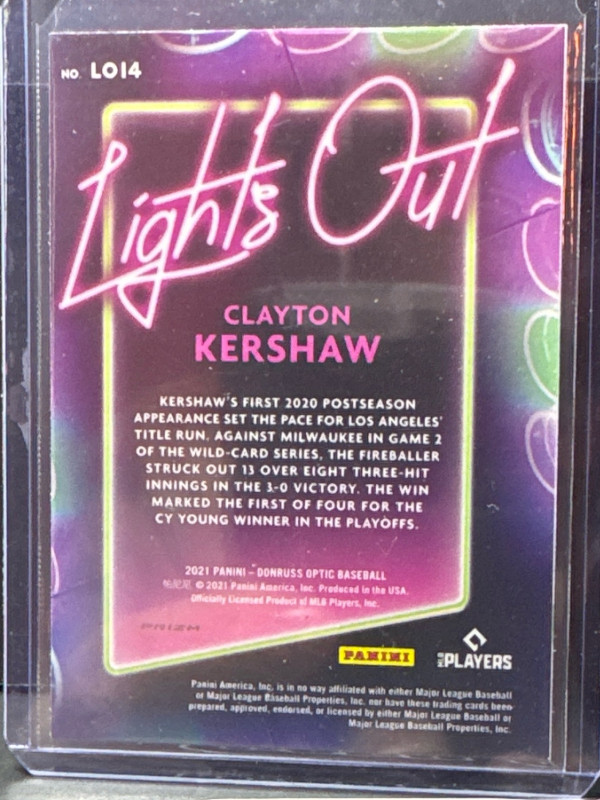 NO. LO14
Lights Out
CLAYTON
KERSHAW
KERSHAW'S FIRST 2020 POSTSEASON
APPEARANCE SET THE PACE FOR LOS ANGELES'
TITLE RUN. AGAINST MILWAUKEE IN GAME 2
OF THE WILD-CARD SERIES, THE FIREBALLER
STRUCK OUT 13 OVER EIGHT THREE-HIT
INNINGS IN THE 3-0 VICTORY. THE WIN
MARKED THE FIRST OF FOUR FOR THE
CY YOUNG WINNER IN THE PLAYOFFS.
2021 PANINI – DONRUSS OPTIC BASEBALL
© 2021 Panini America, Inc. Produced in the USA.
Officially Licensed Product of MLB Players, Inc.
PRIZM
PANINI
MLB PLAYERS
Panini America, Inc. is in no way affiliated with either Major League Baseball
or Major League Baseball Properties, Inc. nor have these trading cards been
prepared, approved, endorsed, or licensed by either Major League Baseball or
Major League Baseball Properties, Inc.